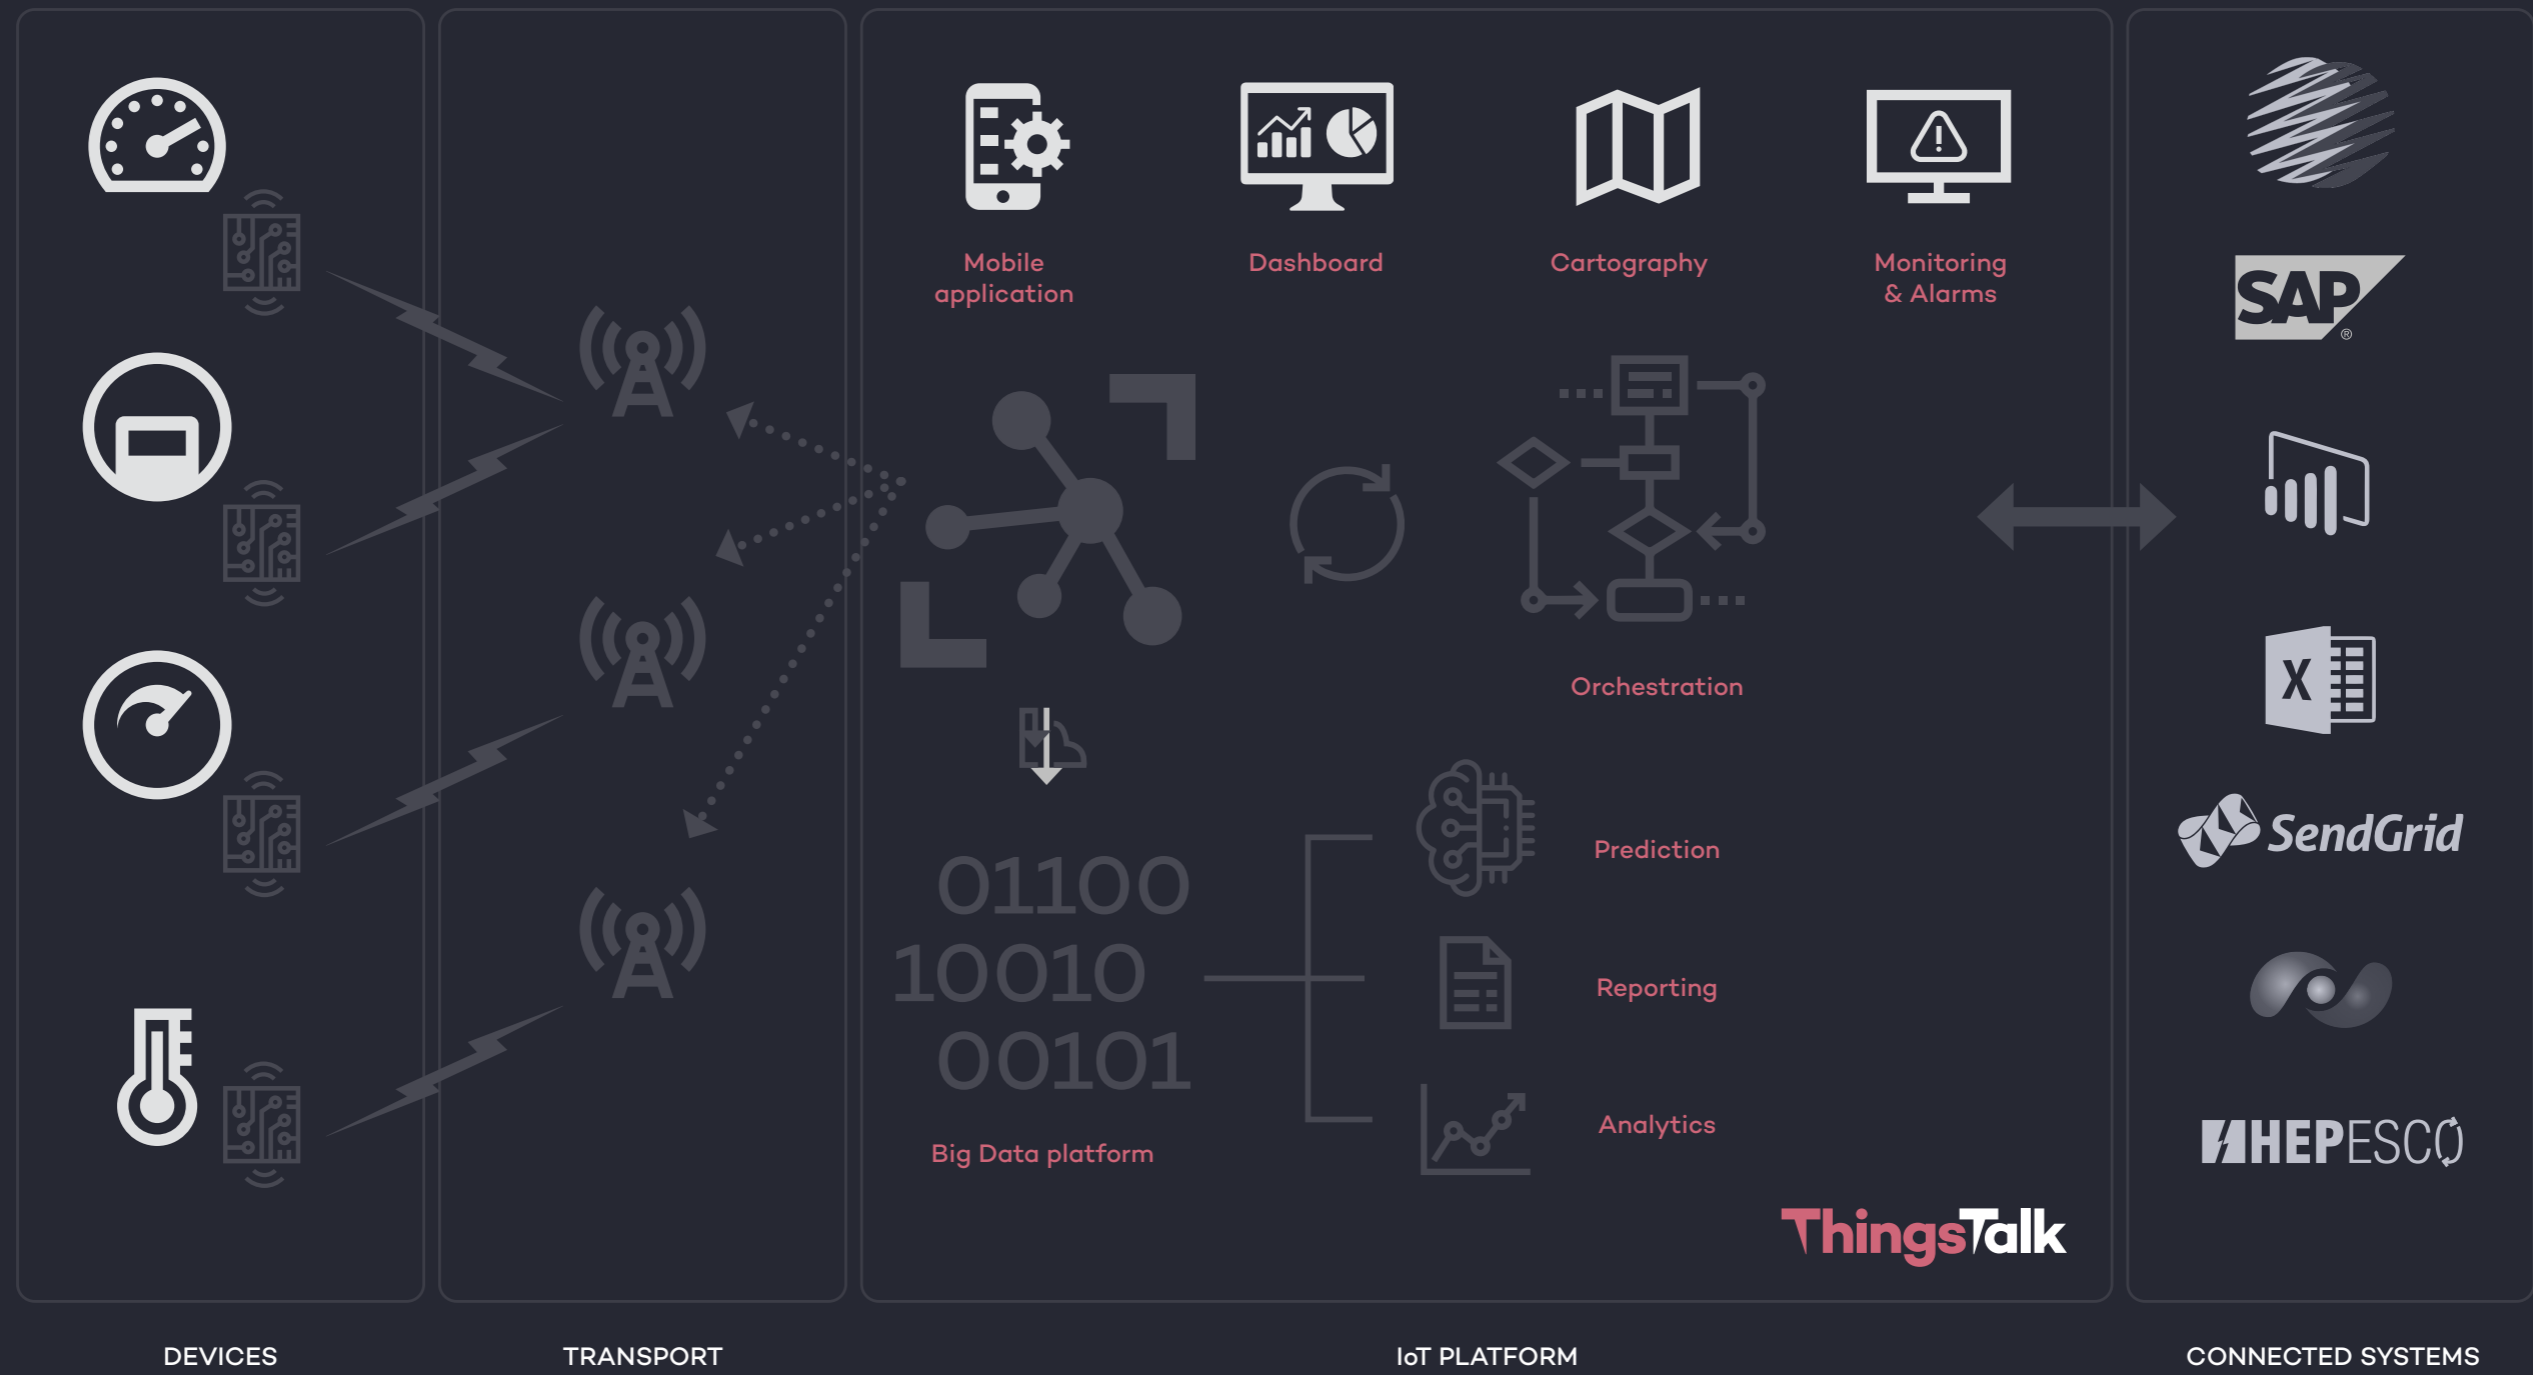 Mobile
application
Dashboard
Cartography
Monitoring
& Alarms
SAP
®
Orchestration
X
SendGrid
Prediction
01100
10010
00101
Reporting
Analytics
Big Data platform
HEPESCO
ThingsTalk
DEVICES
TRANSPORT
IoT PLATFORM
CONNECTED SYSTEMS